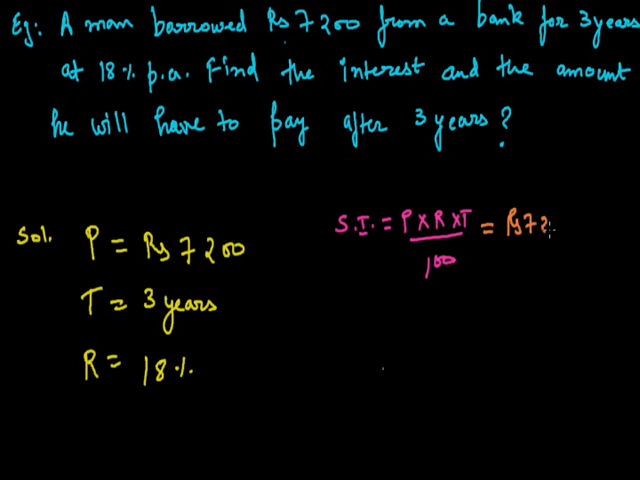 Eg: A man borrowed Rs 7200 from a bank for 3 years
at 18% p.a. Find the interest and the amount
he will have to pay after 3 years?
Sol. P = Rs 7200
S.I. = P X R X T / 100 = Rs 72
T = 3 years
R = 18%